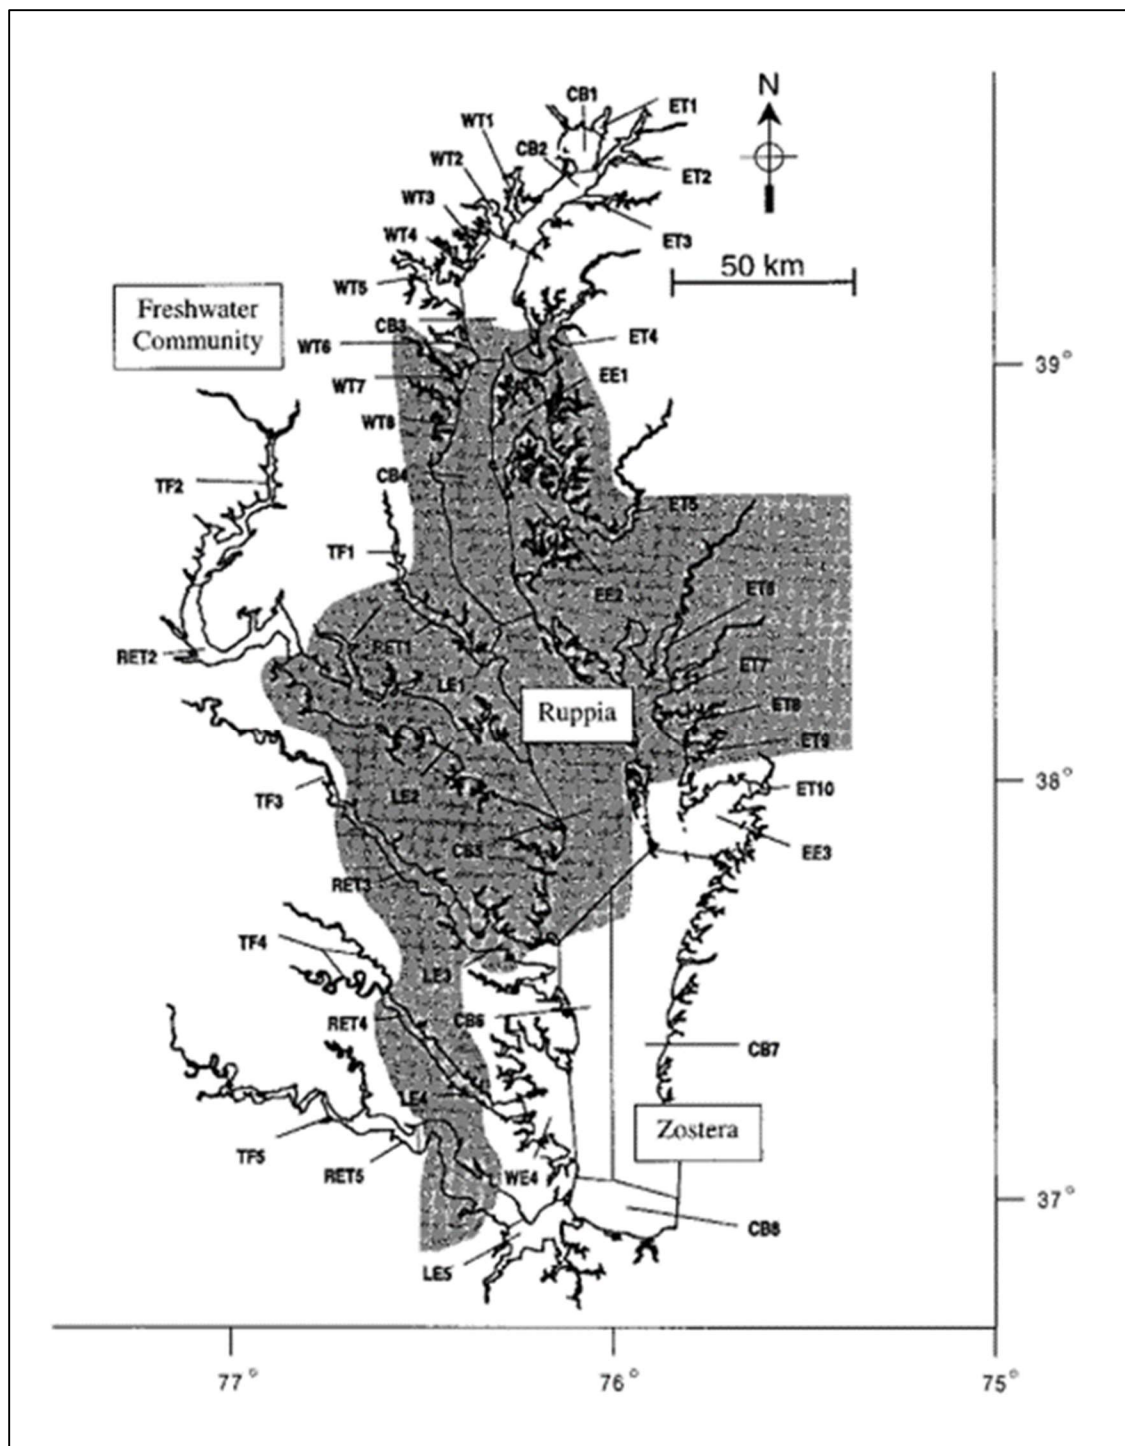 N
CB1
ET1
WT1
CB2
WT2
ET2
WT3
WT4
ET3
50 km
WT5
Freshwater
Community
CB3
WT6
ET4
39°
WT7
EE1
WT8
CB4
TF2
ET5
TF1
EE2
ET6
RET1
RET2
ET7
LE1
Ruppia
ET8
ET9
38°
ET10
TF3
LE2
CB5
EE3
RET3
TF4
LE3
RET4
CB6
CB7
LE4
Zostera
TF5
RET5
WE4
37°
CB8
LE5
77°
76°
75°